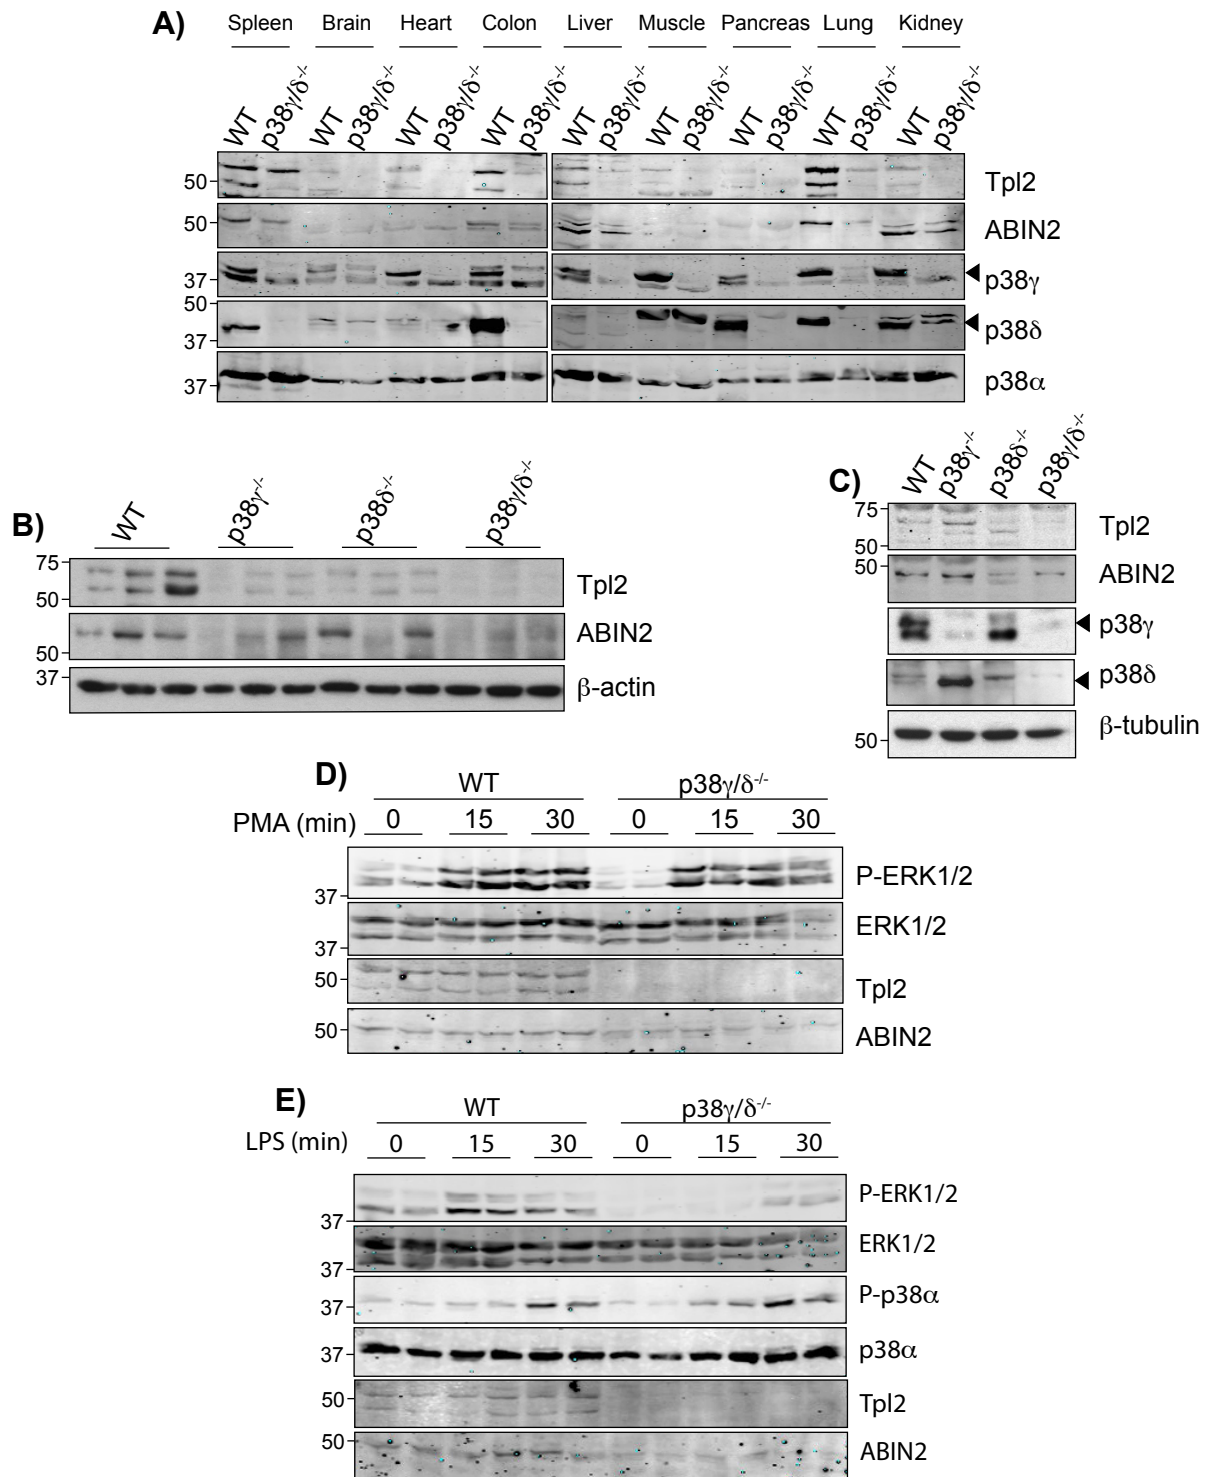 A)
Spleen Brain Heart Colon Liver Muscle Pancreas Lung Kidney
WT p38γ/δ-/- WT p38γ/δ-/- WT p38γ/δ-/- WT p38γ/δ-/- WT p38γ/δ-/- WT p38γ/δ-/- WT p38γ/δ-/- WT p38γ/δ-/- WT p38γ/δ-/-
50 Tpl2
50 ABIN2
37 p38γ
50
37 p38δ
37 p38α
B)
WT p38γ-/- p38δ-/- p38γ/δ-/-
75
50 Tpl2
ABIN2
50
37 β-actin
C)
WT p38γ-/- p38δ-/- p38γ/δ-/-
75
50 Tpl2
50 ABIN2
p38γ
p38δ
50 β-tubulin
D)
WT p38γ/δ-/-
PMA (min) 0 15 30 0 15 30
37 P-ERK1/2
37 ERK1/2
50 Tpl2
50 ABIN2
E)
WT p38γ/δ-/-
LPS (min) 0 15 30 0 15 30
37 P-ERK1/2
37 ERK1/2
37 P-p38α
37 p38α
50 Tpl2
50 ABIN2